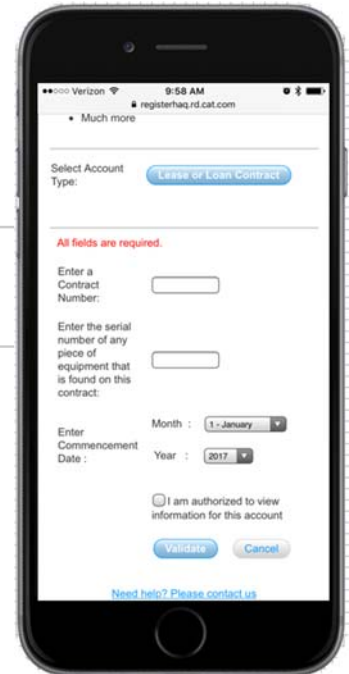 ●●○○○ Verizon 9:58 AM
registerhaq.rd.cat.com
• Much more
Select Account
Type:
Lease or Loan Contract
All fields are required.
Enter a
Contract
Number:
Enter the serial
number of any
piece of
equipment that
is found on this
contract:
Enter
Commencement
Date :
Month : 1 - January
Year : 2017
I am authorized to view
information for this account
Validate Cancel
Need help? Please contact us